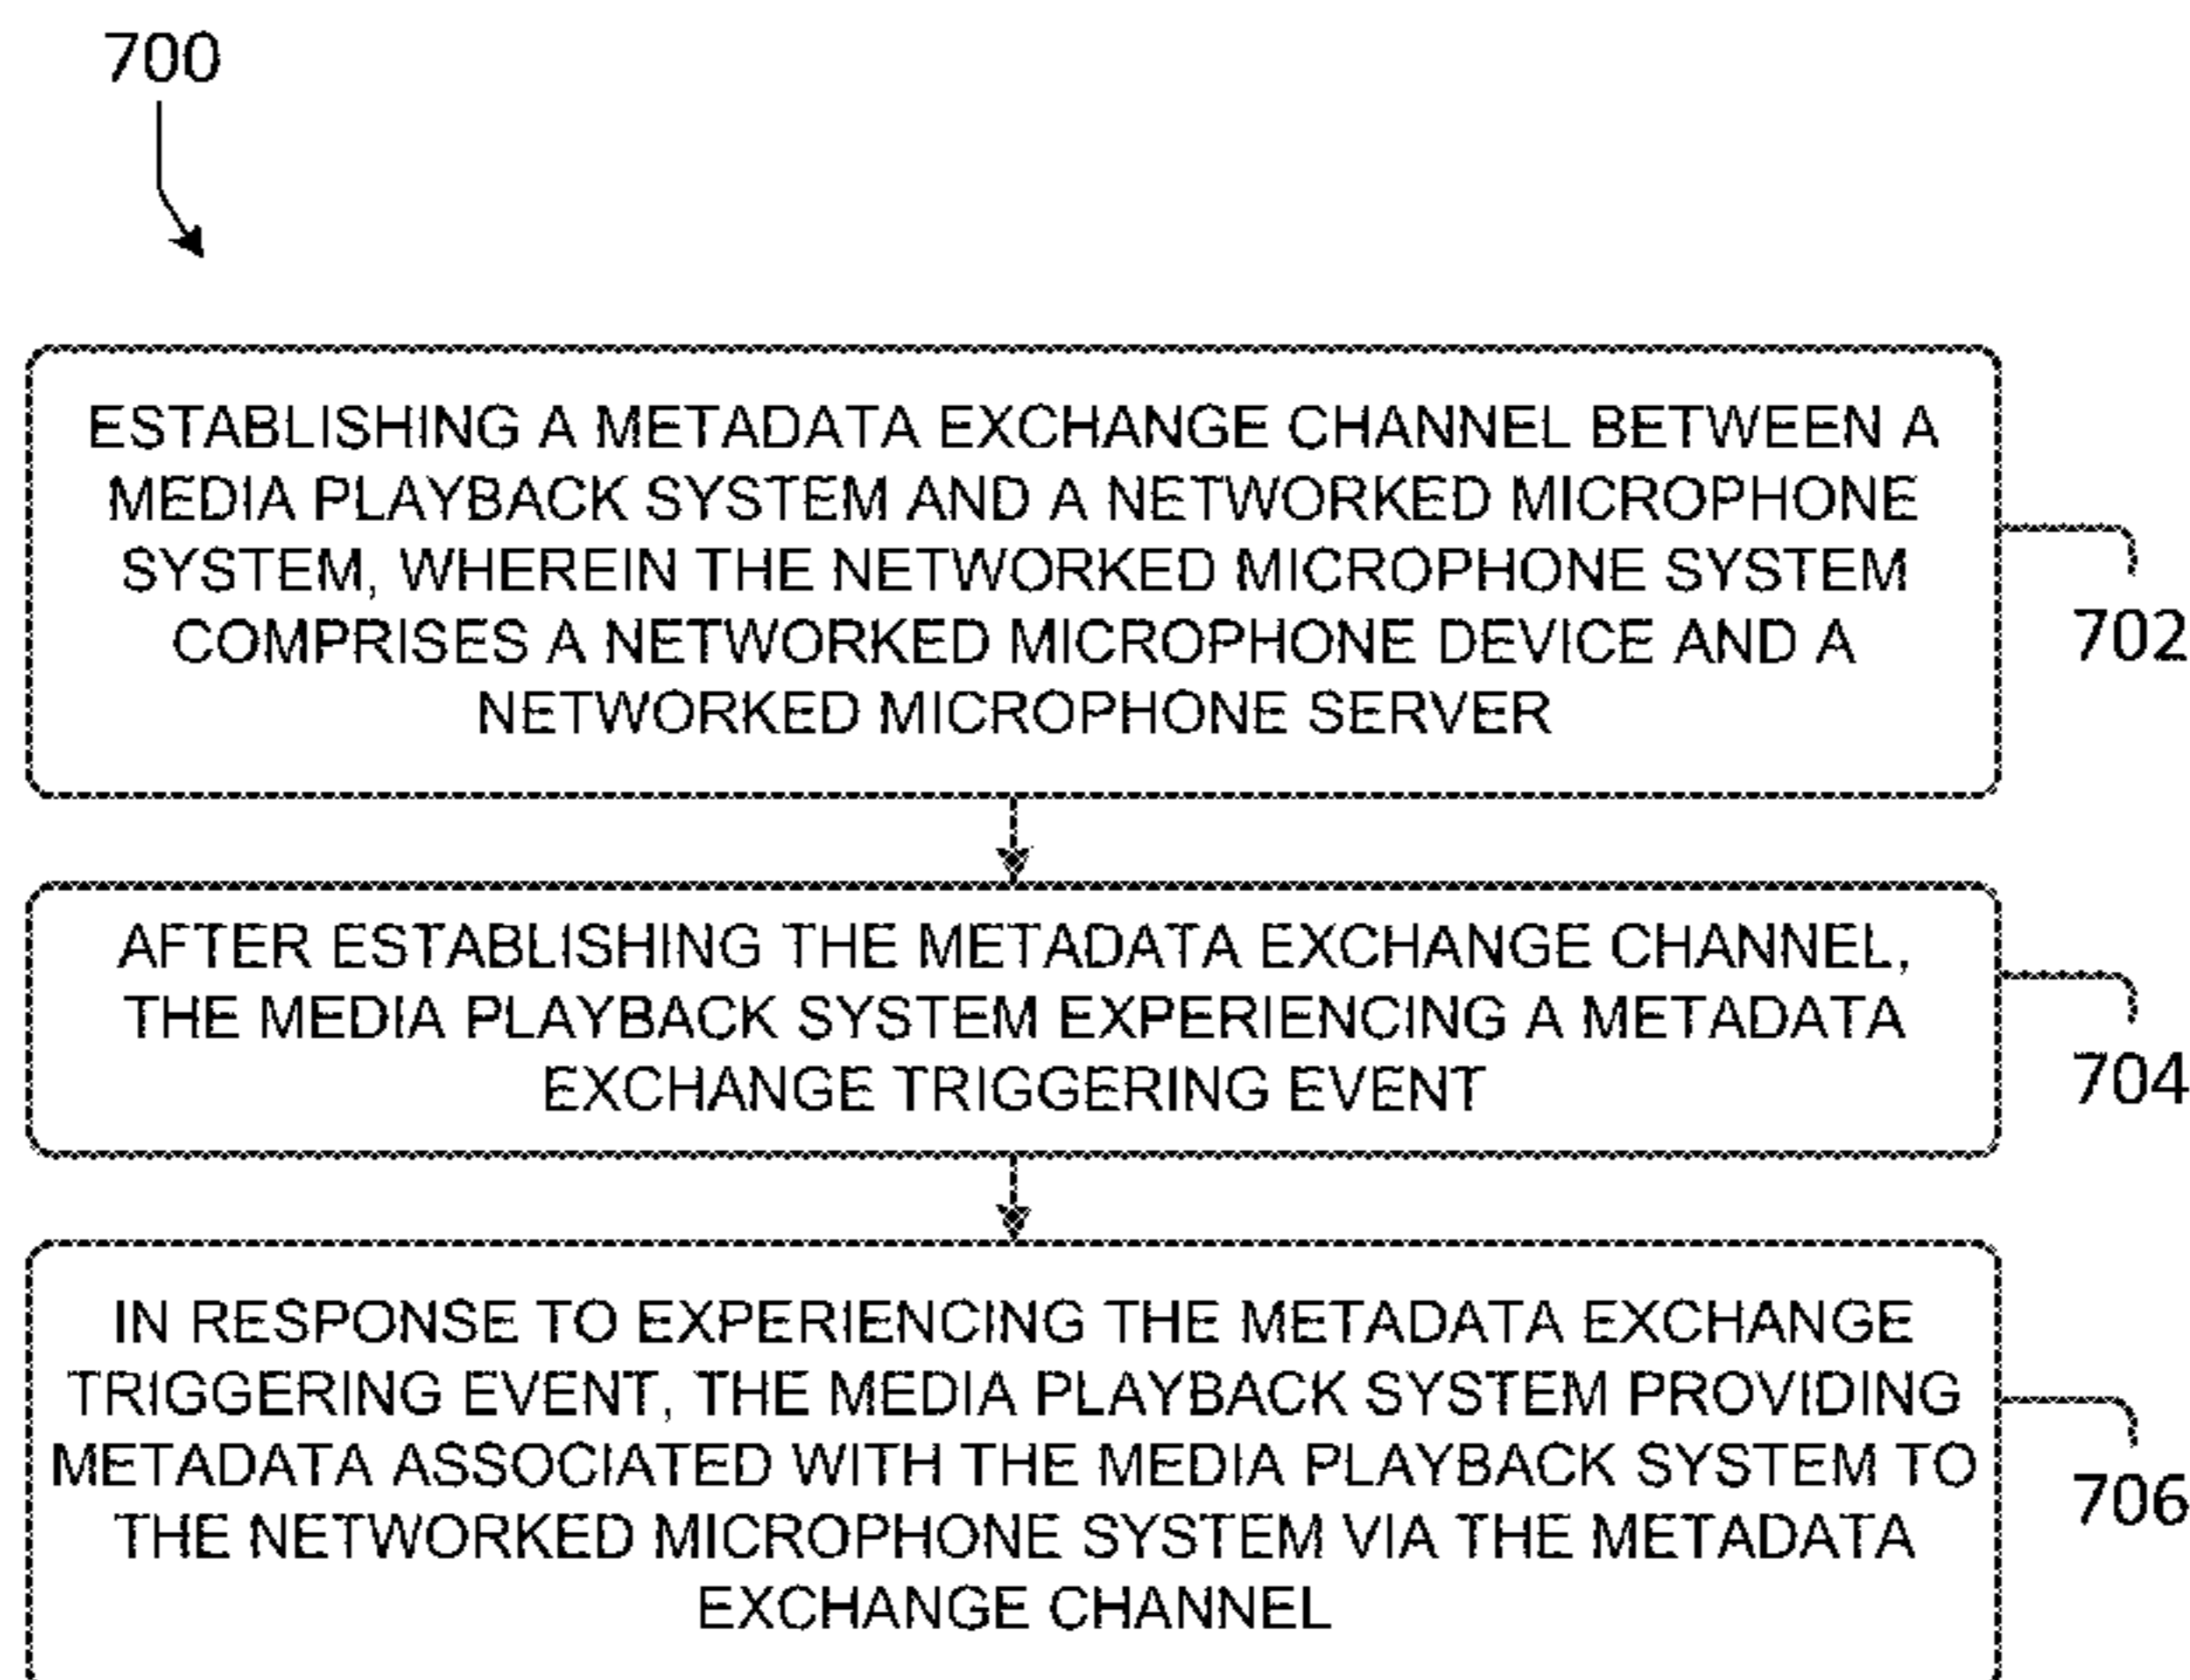 700
ESTABLISHING A METADATA EXCHANGE CHANNEL BETWEEN A
MEDIA PLAYBACK SYSTEM AND A NETWORKED MICROPHONE
SYSTEM, WHEREIN THE NETWORKED MICROPHONE SYSTEM
COMPRISES A NETWORKED MICROPHONE DEVICE AND A
NETWORKED MICROPHONE SERVER
702
AFTER ESTABLISHING THE METADATA EXCHANGE CHANNEL,
THE MEDIA PLAYBACK SYSTEM EXPERIENCING A METADATA
EXCHANGE TRIGGERING EVENT
704
IN RESPONSE TO EXPERIENCING THE METADATA EXCHANGE
TRIGGERING EVENT, THE MEDIA PLAYBACK SYSTEM PROVIDING
METADATA ASSOCIATED WITH THE MEDIA PLAYBACK SYSTEM TO
THE NETWORKED MICROPHONE SYSTEM VIA THE METADATA
EXCHANGE CHANNEL
706